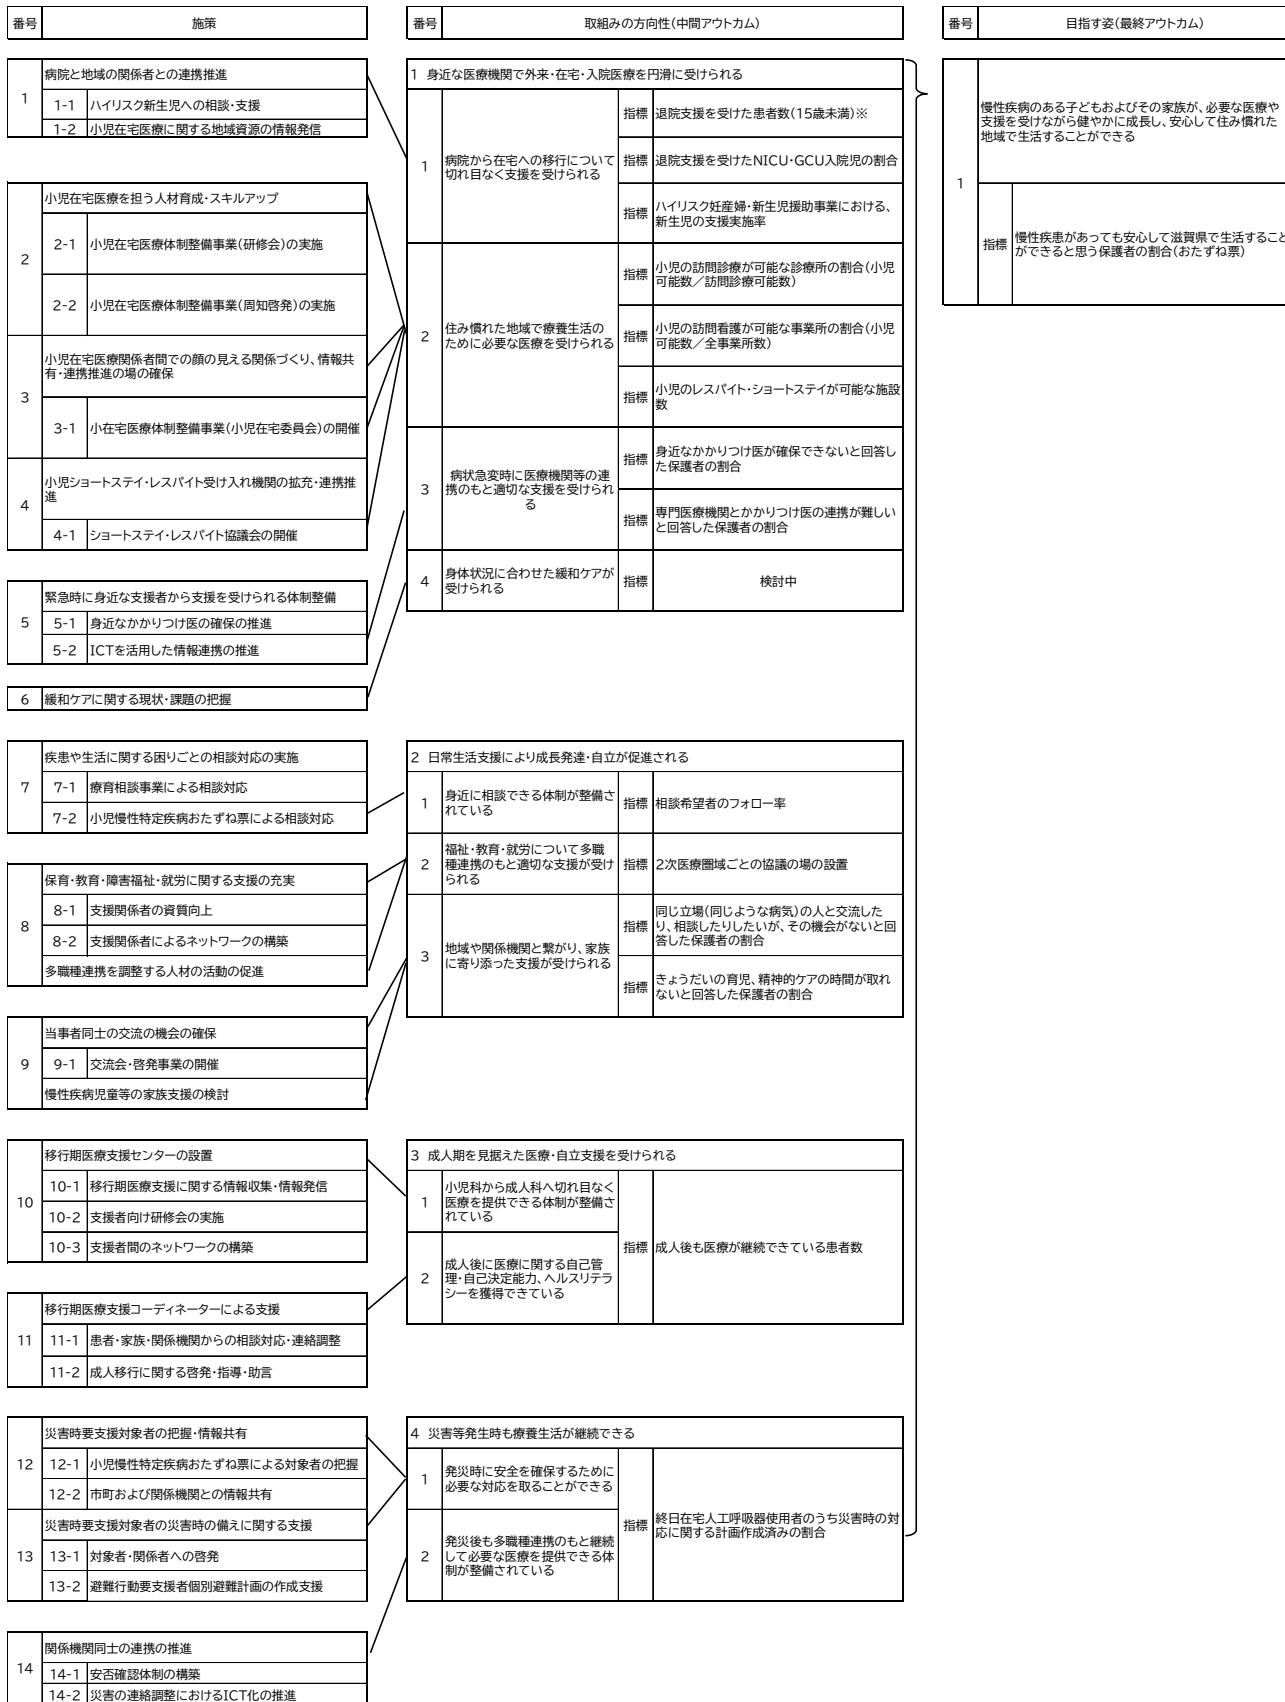 番号
施策
1
病院と地域の関係者との連携推進
1-1
ハイリスク新生児への相談・支援
1-2
小児在宅医療に関する地域資源の情報発信
2
小児在宅医療を担う人材育成・スキルアップ
2-1
小児在宅医療体制整備事業(研修会)の実施
2-2
小児在宅医療体制整備事業(周知啓発)の実施
3
小児在宅医療関係者間での顔の見える関係づくり、情報共
有・連携推進の場の確保
3-1
小在宅医療体制整備事業(小児在宅委員会)の開催
4
小児ショートステイ・レスパイト受け入れ機関の拡充・連携推
進
4-1
ショートステイ・レスパイト協議会の開催
5
緊急時に身近な支援者から支援を受けられる体制整備
5-1
身近なかかりつけ医の確保の推進
5-2
ICTを活用した情報連携の推進
6
緩和ケアに関する現状・課題の把握
7
疾患や生活に関する困りごとの相談対応の実施
7-1
療育相談事業による相談対応
7-2
小児慢性特定疾病おたずね票による相談対応
8
保育・教育・障害福祉・就労に関する支援の充実
8-1
支援関係者の資質向上
8-2
支援関係者によるネットワークの構築
多職種連携を調整する人材の活動の促進
9
当事者同士の交流の機会の確保
9-1
交流会・啓発事業の開催
慢性疾病児童等の家族支援の検討
10
移行期医療支援センターの設置
10-1
移行期医療支援に関する情報収集・情報発信
10-2
支援者向け研修会の実施
10-3
支援者間のネットワークの構築
11
移行期医療支援コーディネーターによる支援
11-1
患者・家族・関係機関からの相談対応・連絡調整
11-2
成人移行に関する啓発・指導・助言
12
災害時要支援対象者の把握・情報共有
12-1
小児慢性特定疾病おたずね票による対象者の把握
12-2
市町および関係機関との情報共有
13
災害時要支援対象者の災害時の備えに関する支援
13-1
対象者・関係者への啓発
13-2
避難行動要支援者個別避難計画の作成支援
14
関係機関同士の連携の推進
14-1
安否確認体制の構築
14-2
災害の連絡調整におけるICT化の推進
番号
取組みの方向性(中間アウトカム)
1 身近な医療機関で外来・在宅・入院医療を円滑に受けられる
1
病院から在宅への移行について
切れ目なく支援を受けられる
指標
退院支援を受けた患者数(15歳未満)※
指標
退院支援を受けたNICU・GCU入院児の割合
指標
ハイリスク妊産婦・新生児援助事業における、
新生児の支援実施率
2
住み慣れた地域で療養生活の
ために必要な医療を受けられる
指標
小児の訪問診療が可能な診療所の割合(小児
可能数/訪問診療可能数)
指標
小児の訪問看護が可能な事業所の割合(小児
可能数/全事業所数)
指標
小児のレスパイト・ショートステイが可能な施設
数
3
病状急変時に医療機関等の連
携のもと適切な支援を受けられ
る
指標
身近なかかりつけ医が確保できないと回答し
た保護者の割合
指標
専門医療機関とかかりつけ医の連携が難しい
と回答した保護者の割合
4
身体状況に合わせた緩和ケアが
受けられる
指標
検討中
2 日常生活支援により成長発達・自立が促進される
1
身近に相談できる体制が整備さ
れている
指標
相談希望者のフォロー率
2
福祉・教育・就労について多職
種連携のもと適切な支援が受け
られる
指標
2次医療圏域ごとの協議の場の設置
3
地域や関係機関と繋がり、家族
に寄り添った支援が受けられる
指標
同じ立場(同じような病気)の人と交流した
り、相談したりしたいが、その機会がないと回
答した保護者の割合
指標
きょうだいの育児、精神的ケアの時間が取れ
ないと回答した保護者の割合
3 成人期を見据えた医療・自立支援を受けられる
1
小児科から成人科へ切れ目なく
医療を提供できる体制が整備さ
れている
2
成人後に医療に関する自己管
理・自己決定能力、ヘルスリテラ
シーを獲得できている
指標
成人後も医療が継続できている患者数
4 災害等発生時も療養生活が継続できる
1
発災時に安全を確保するために
必要な対応を取ることができる
2
発災後も多職種連携のもと継続
して必要な医療を提供できる体
制が整備されている
指標
終日在宅人工呼吸器使用者のうち災害時の対
応に関する計画作成済みの割合
番号
目指す姿(最終アウトカム)
1
慢性疾病のある子どもおよびその家族が、必要な医療や
支援を受けながら健やかに成長し、安心して住み慣れた
地域で生活することができる
指標
慢性疾患があっても安心して滋賀県で生活すること
ができると思う保護者の割合(おたずね票)